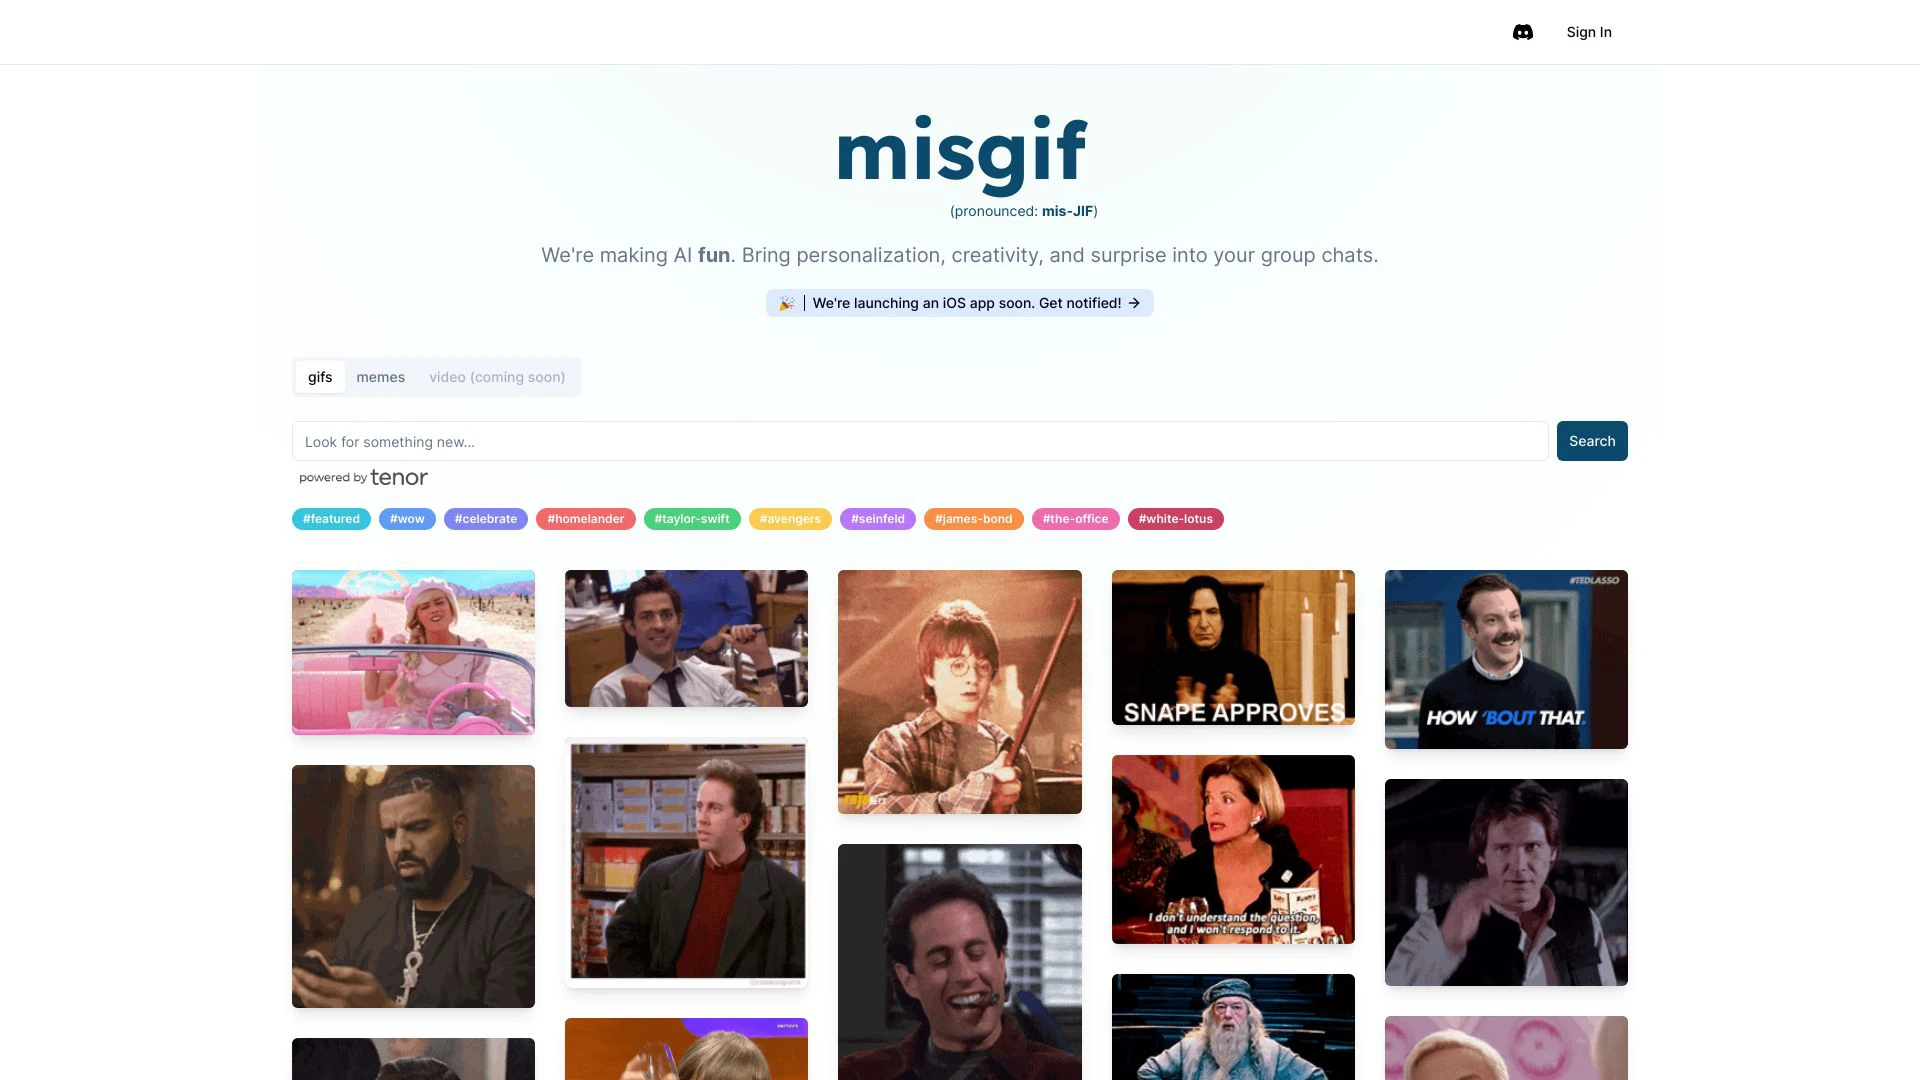 Sign In
misgif
(pronounced: mis-JIF)
We're making AI fun. Bring personalization, creativity, and surprise into your group chats.
We're launching an iOS app soon. Get notified! →
gifs memes video (coming soon)
Look for something new...
Search
powered by tenor
#featured #wow #celebrate #homelander #taylor-swift #avengers #seinfeld #james-bond #the-office #white-lotus
#TEDLASSO
SNAPE APPROVES
HOW 'BOUT THAT.
I don't understand the question,
and I won't respond to it.